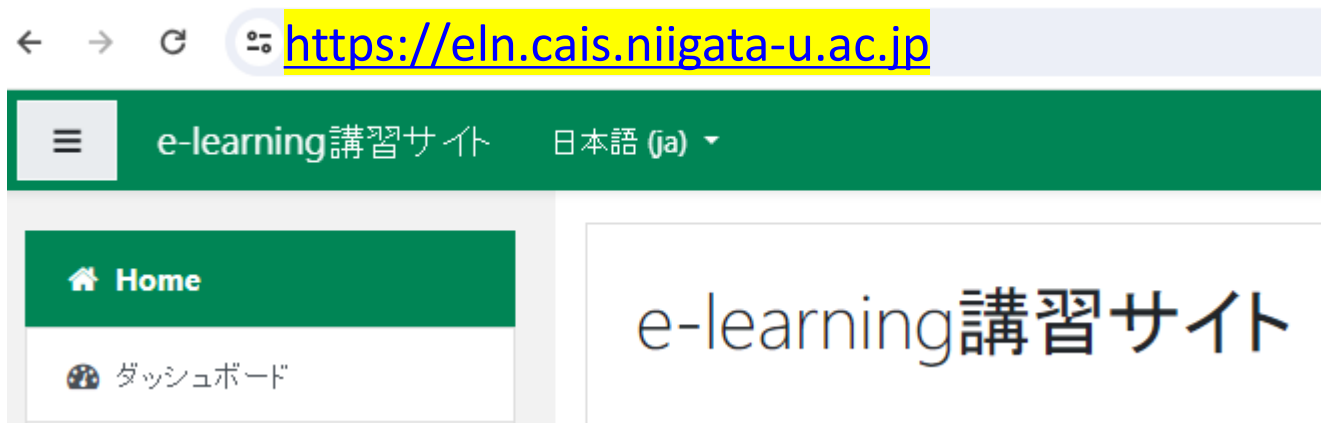 https://eln.cais.niigata-u.ac.jp
e-learning講習サイト 日本語 (ja)
Home
e-learning講習サイト
ダッシュボード